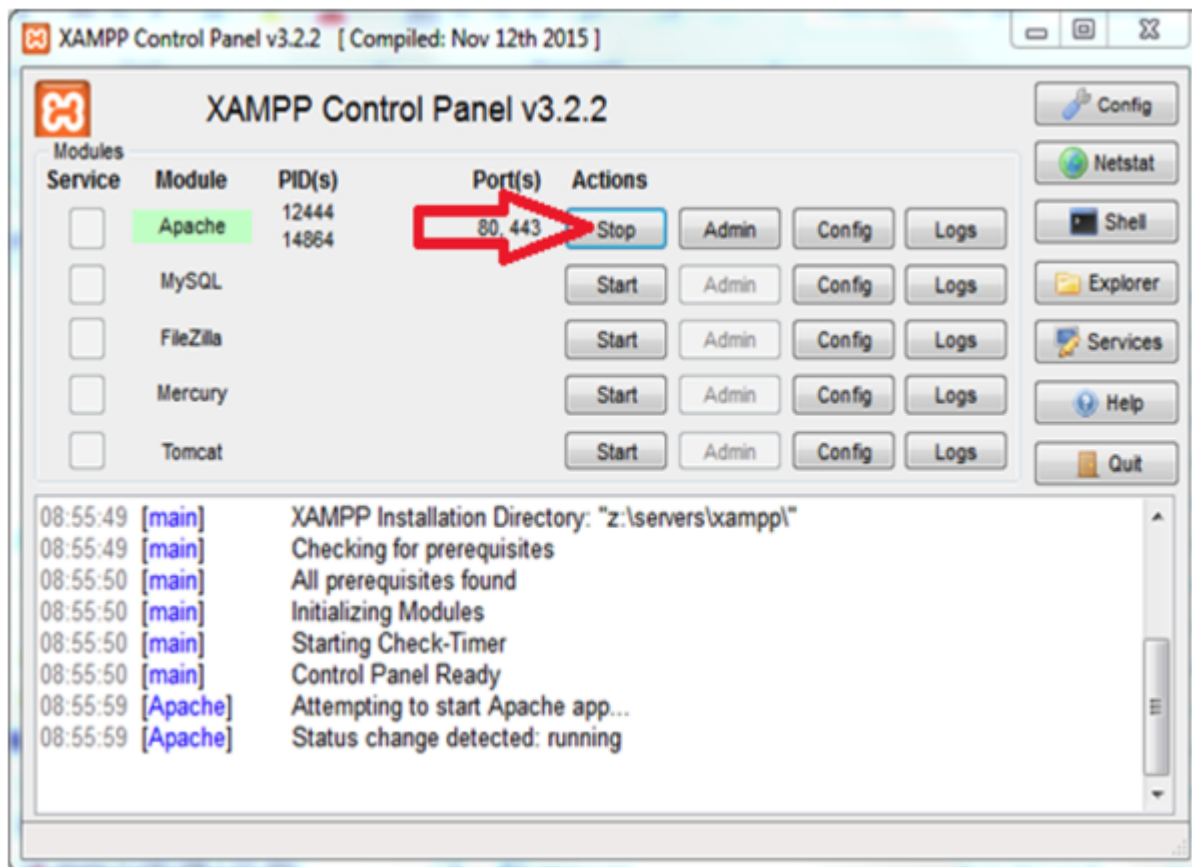 XAMPP Control Panel v3.2.2 [ Compiled: Nov 12th 2015 ]
XAMPP Control Panel v3.2.2
Config
Modules
Service Module PID(s) Port(s) Actions
Netstat
Apache 12444 14864 80, 443 Stop Admin Config Logs
Shell
MySQL Start Admin Config Logs
Explorer
FileZilla Start Admin Config Logs
Services
Mercury Start Admin Config Logs
Help
Tomcat Start Admin Config Logs
Quit
08:55:49 [main] XAMPP Installation Directory: "z:\servers\xampp\"
08:55:49 [main] Checking for prerequisites
08:55:50 [main] All prerequisites found
08:55:50 [main] Initializing Modules
08:55:50 [main] Starting Check-Timer
08:55:50 [main] Control Panel Ready
08:55:59 [Apache] Attempting to start Apache app...
08:55:59 [Apache] Status change detected: running